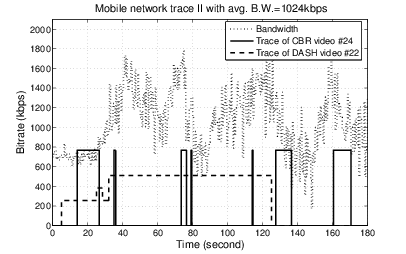 Mobile network trace II with avg. B.W.=1024kbps
Bandwidth
Trace of CBR video #24
Trace of DASH video #22
Bitrate (kbps)
2000
1800
1600
1400
1200
1000
800
600
400
200
0
0 20 40 60 80 100 120 140 160 180
Time (second)